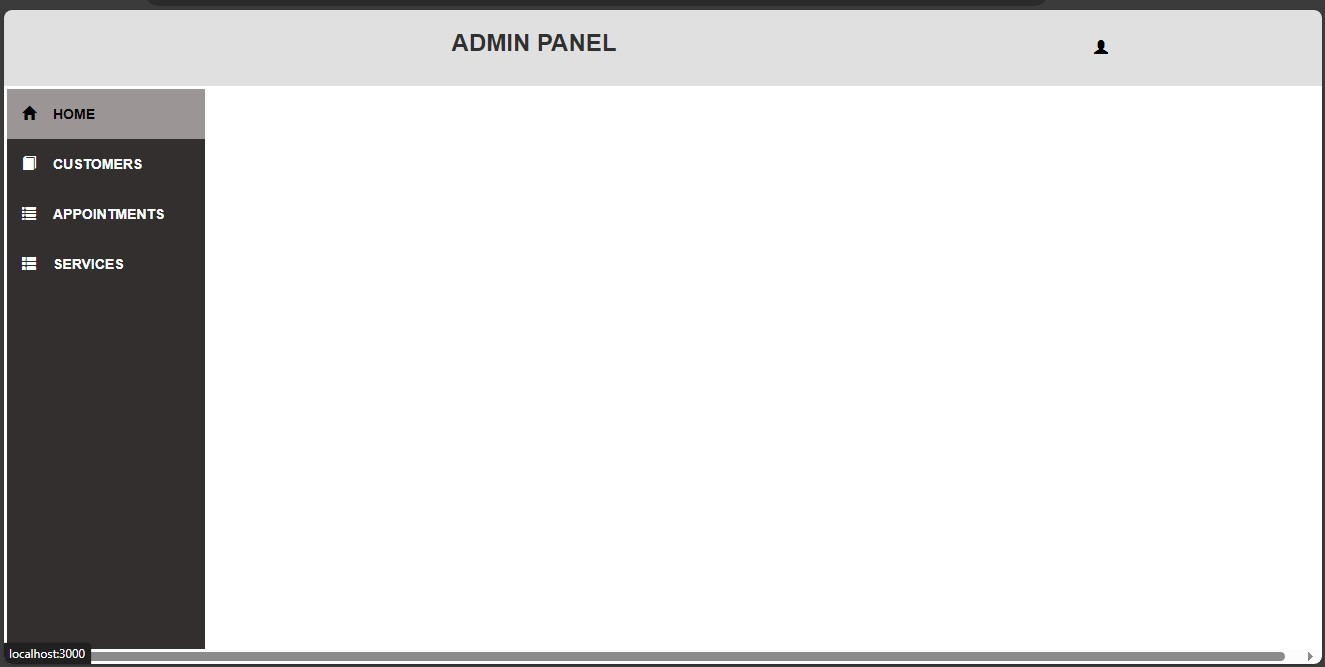 ADMIN PANEL
HOME
CUSTOMERS
APPOINTMENTS
SERVICES
localhost:3000